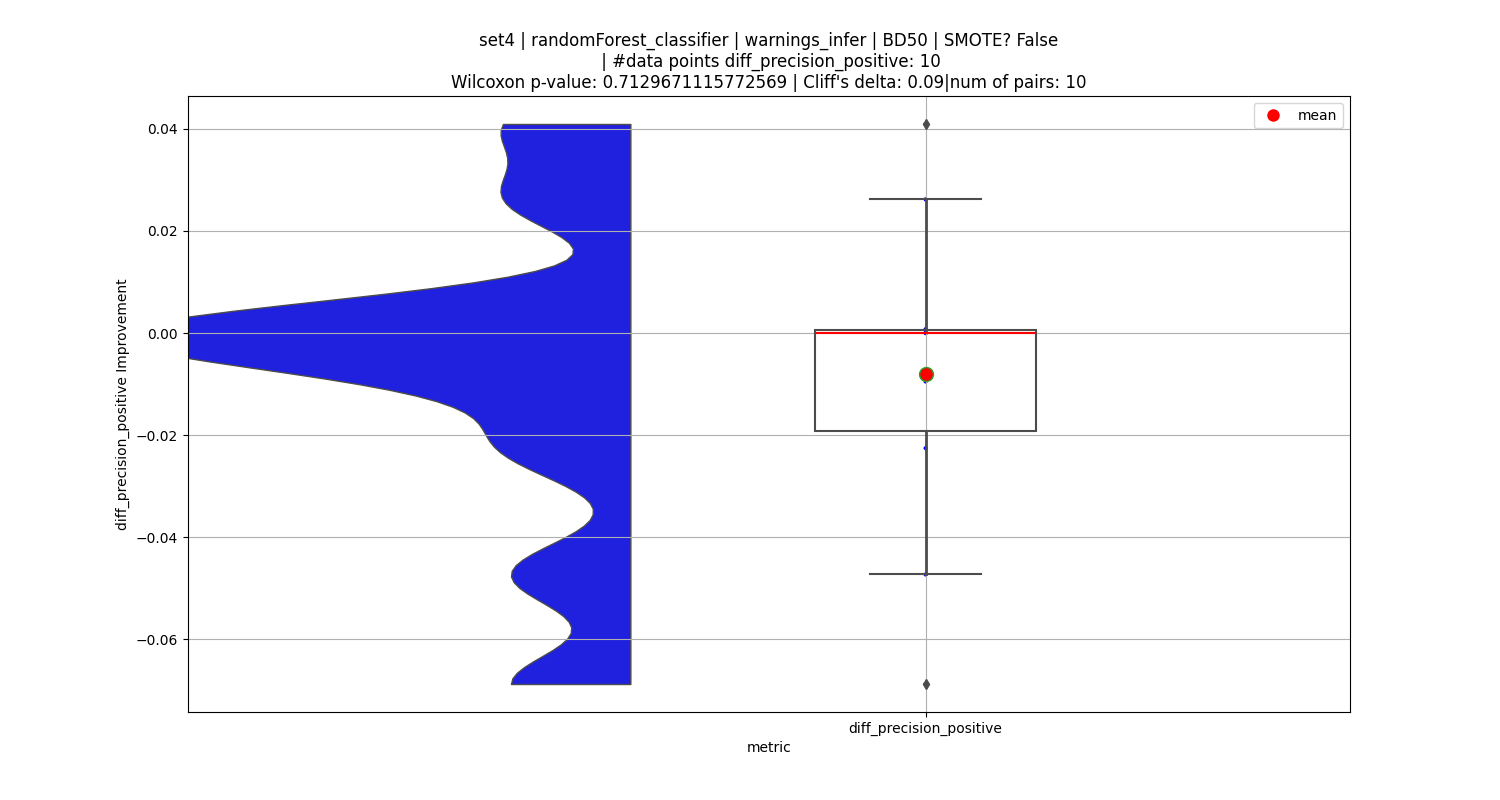 set4 | randomForest_classifier | warnings_infer | BD50 | SMOTE? False
| #data points diff_precision_positive: 10
Wilcoxon p-value: 0.7129671115772569 | Cliff's delta: 0.09|num of pairs: 10
mean
0.04
0.02
0.00
−0.02
−0.04
−0.06
diff_precision_positive Improvement
diff_precision_positive
metric